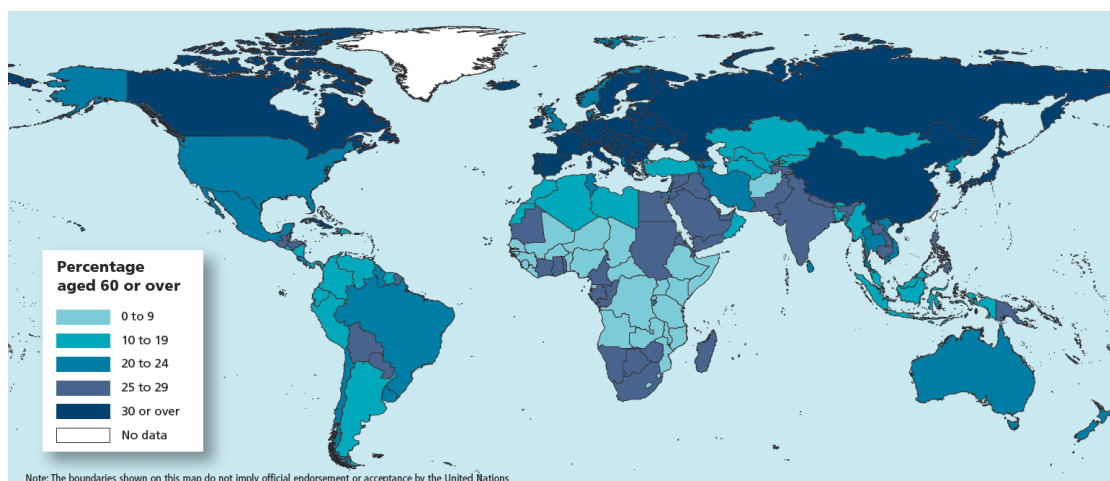 Percentage
aged 60 or over
0 to 9
10 to 19
20 to 24
25 to 29
30 or over
No data
Note: The boundaries shown on this map do not imply official endorsement or acceptance by the United Nations